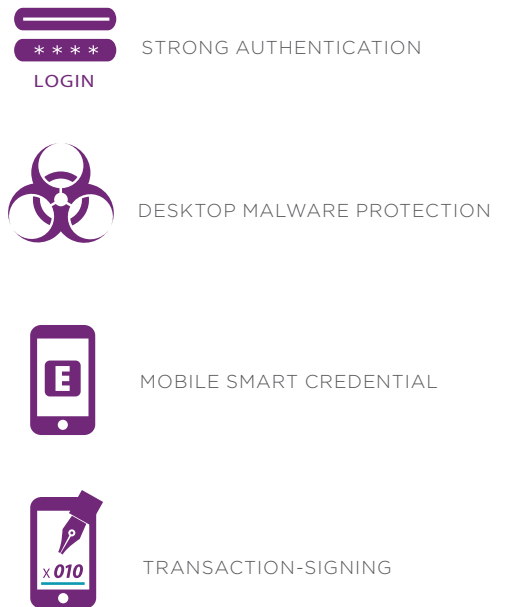 * * * *
STRONG AUTHENTICATION
LOGIN
DESKTOP MALWARE PROTECTION
E
MOBILE SMART CREDENTIAL
x 010
TRANSACTION-SIGNING